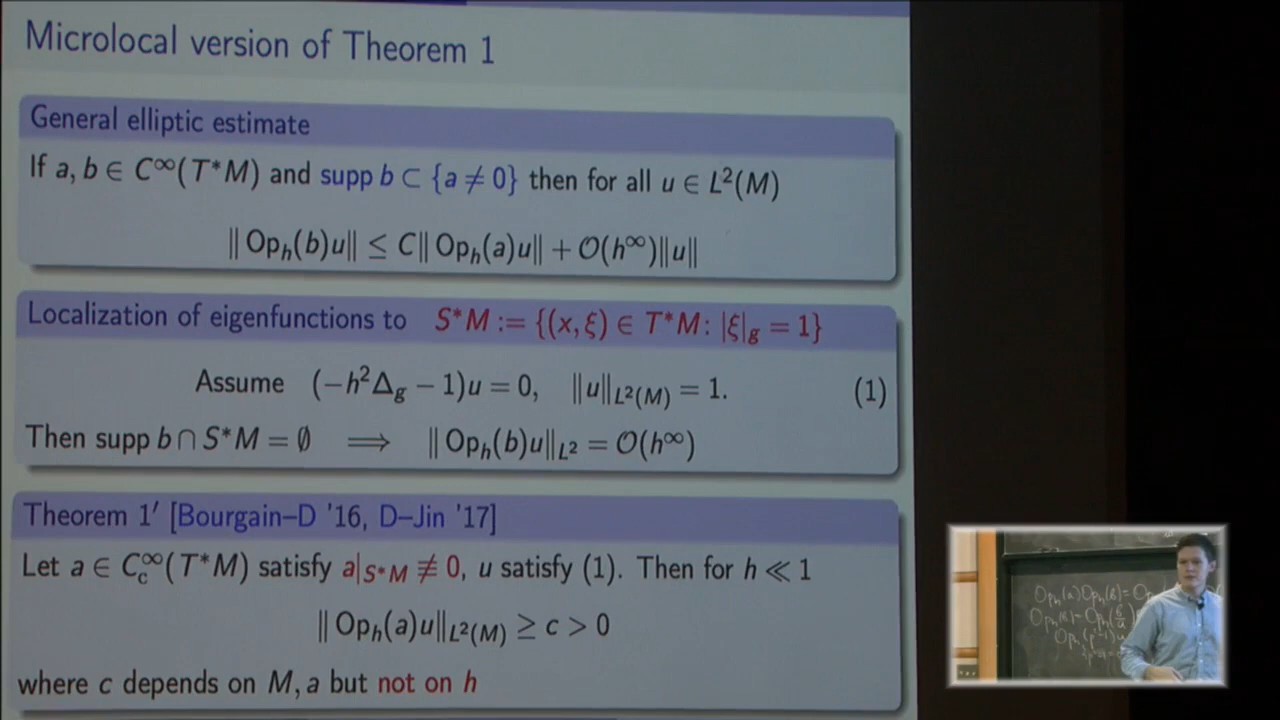 Microlocal version of Theorem 1
General elliptic estimate
If a, b ∈ C^∞(T*M) and supp b ⊂ {a ≠ 0} then for all u ∈ L²(M)
‖ Op_h(b)u‖ ≤ C‖ Op_h(a)u‖ + 𝒪(h^∞)‖u‖
Localization of eigenfunctions to S*M := {(x, ξ) ∈ T*M : |ξ|_g = 1}
Assume (−h²Δ_g − 1)u = 0, ‖u‖_{L²(M)} = 1. (1)
Then supp b ∩ S*M = ∅ ⟹ ‖ Op_h(b)u‖_{L²} = 𝒪(h^∞)
Theorem 1′ [Bourgain–D '16, D–Jin '17]
Let a ∈ C_c^∞(T*M) satisfy a|_{S*M} ≢ 0, u satisfy (1). Then for h ≪ 1
‖ Op_h(a)u‖_{L²(M)} ≥ c > 0
where c depends on M, a but not on h
Op_h(a)Op_h(b) =